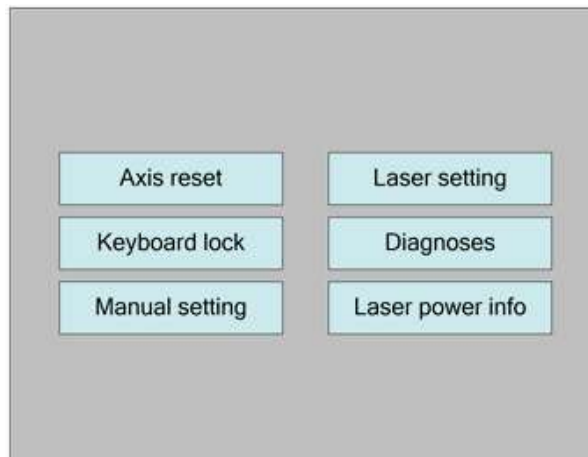 Axis reset
Laser setting
Keyboard lock
Diagnoses
Manual setting
Laser power info